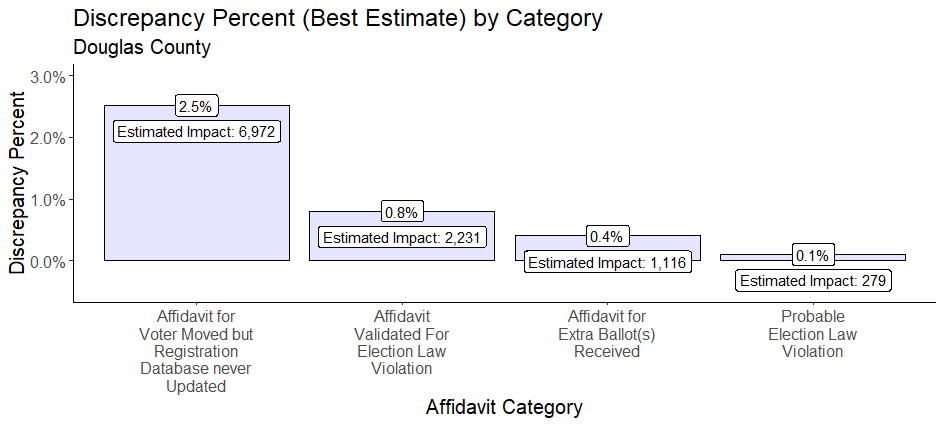 Discrepancy Percent (Best Estimate) by Category
Douglas County
Discrepancy Percent
3.0%
2.0%
1.0%
0.0%
2.5%
Estimated Impact: 6,972
0.8%
Estimated Impact: 2,231
0.4%
Estimated Impact: 1,116
0.1%
Estimated Impact: 279
Affidavit for
Voter Moved but
Registration
Database never
Updated
Affidavit
Validated For
Election Law
Violation
Affidavit for
Extra Ballot(s)
Received
Probable
Election Law
Violation
Affidavit Category